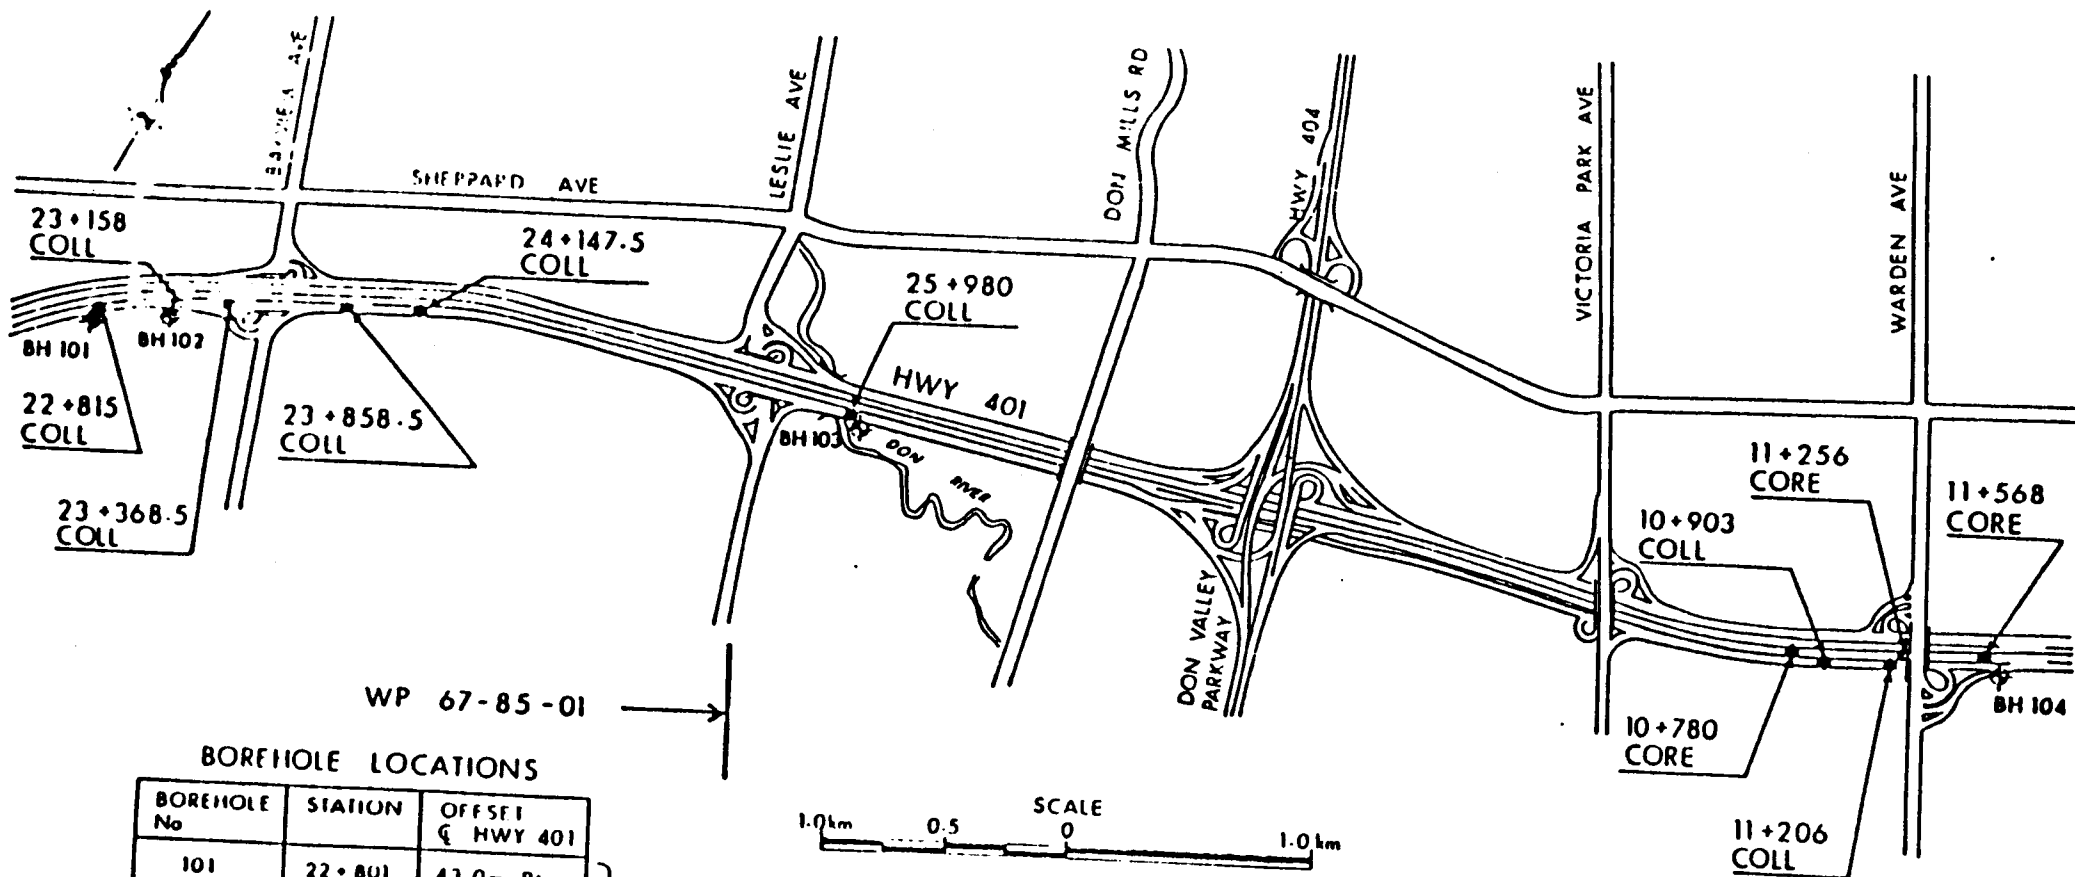 BAYVIEW AVE
SHEPPARD AVE
LESLIE AVE
DON MILLS RD
HWY 404
VICTORIA PARK AVE
WARDEN AVE
23+158
COLL
24+147.5
COLL
25+980
COLL
BH 101
BH 102
HWY 401
22+815
COLL
23+858.5
COLL
BH 103
DON
RIVER
11+256
CORE
11+568
CORE
23+368.5
COLL
10+903
COLL
DON VALLEY
PARKWAY
BH 104
WP 67-85-01
10+780
CORE
BOREHOLE LOCATIONS
BOREHOLE
No
STATION
OFFSET
℄ HWY 401
SCALE
1.0km 0.5 0 1.0km
11+206
COLL
101 22+801